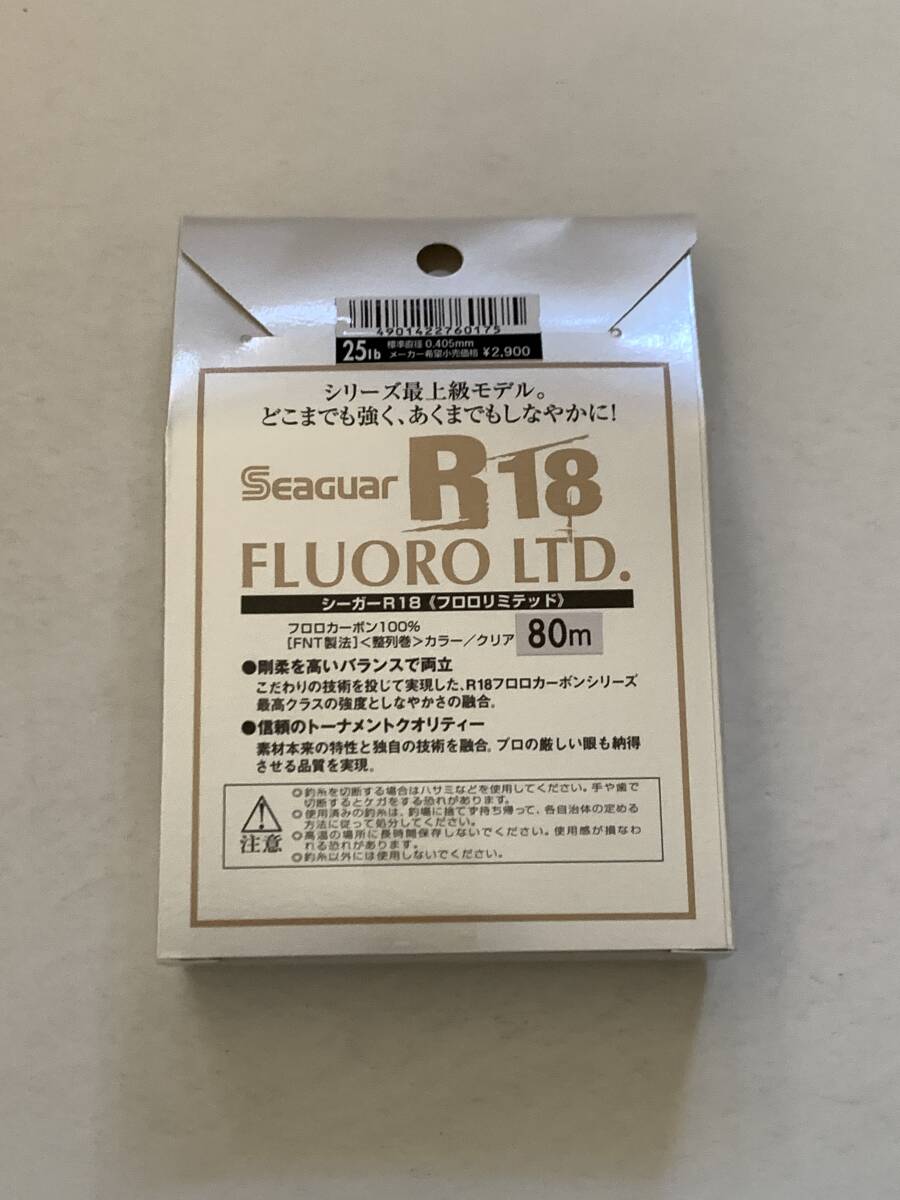 4901422760175
25lb 標準直径 0.405mm
メーカー希望小売価格 ¥2,900
シリーズ最上級モデル。
どこまでも強く、あくまでもしなやかに!
SEAGUAR R18
FLUORO LTD.
シーガーR18《フロロリミテッド》
フロロカーボン100%
[FNT製法]<整列巻>カラー/クリア 80m
●剛柔を高いバランスで両立
こだわりの技術を投じて実現した、R18フロロカーボンシリーズ
最高クラスの強度としなやかさの融合。
●信頼のトーナメントクオリティー
素材本来の特性と独自の技術を融合。プロの厳しい眼も納得
させる品質を実現。
注意
◎釣糸を切断する場合はハサミなどを使用してください。手や歯で
切断するとケガをする恐れがあります。
◎使用済みの釣糸は、釣場に捨てず持ち帰って、各自治体の定める
方法に従って処分してください。
◎高温の場所に長時間保存しないでください。使用感が損なわ
れる恐れがあります。
◎釣糸以外には使用しないでください。